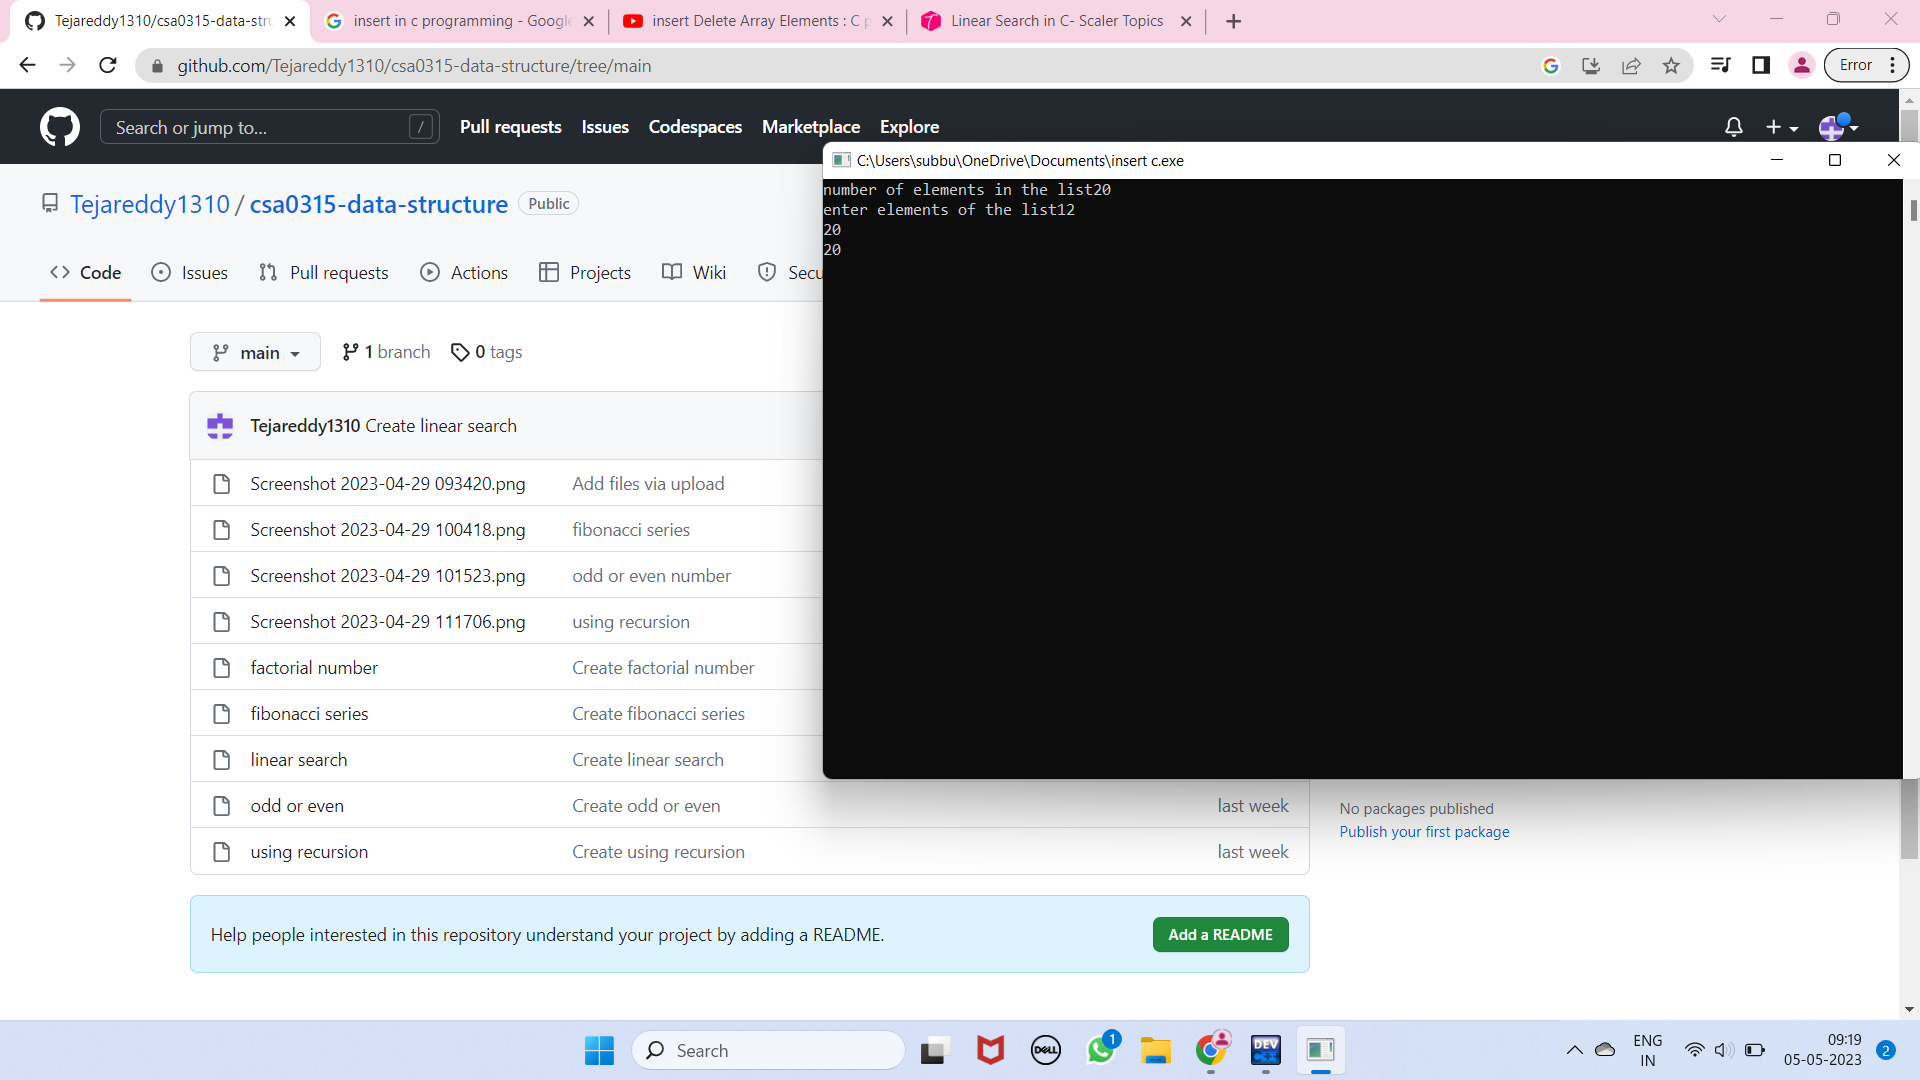 Tejareddy1310/csa0315-data-stru
insert in c programming - Google
insert Delete Array Elements : C p
Linear Search in C- Scaler Topics
github.com/Tejareddy1310/csa0315-data-structure/tree/main
Error
Search or jump to...
/
Pull requests
Issues
Codespaces
Marketplace
Explore
C:\Users\subbu\OneDrive\Documents\insert c.exe
number of elements in the list20
enter elements of the list12
20
20
Tejareddy1310 / csa0315-data-structure
Public
Code
Issues
Pull requests
Actions
Projects
Wiki
Secu
main
1 branch
0 tags
Tejareddy1310 Create linear search
Screenshot 2023-04-29 093420.png Add files via upload
Screenshot 2023-04-29 100418.png fibonacci series
Screenshot 2023-04-29 101523.png odd or even number
Screenshot 2023-04-29 111706.png using recursion
factorial number Create factorial number
fibonacci series Create fibonacci series
linear search Create linear search
odd or even Create odd or even last week
using recursion Create using recursion last week
No packages published
Publish your first package
Help people interested in this repository understand your project by adding a README.
Add a README
Search
DELL
1
DEV
C++
ENG
IN
09:19
05-05-2023
2